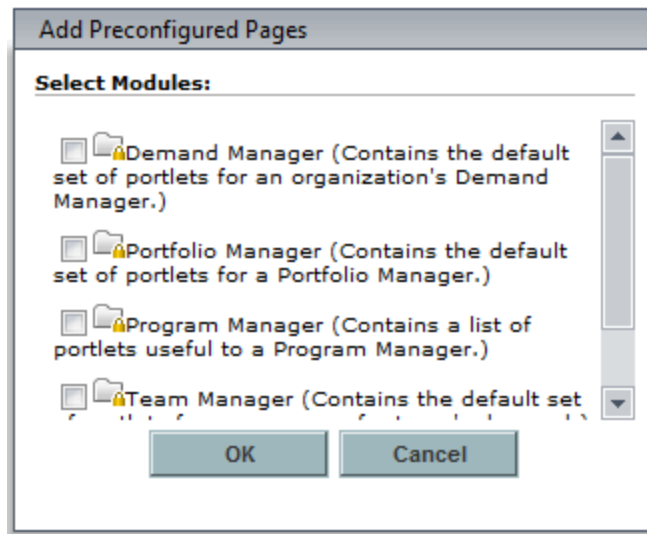 Add Preconfigured Pages
Select Modules:
Demand Manager (Contains the default
set of portlets for an organization's Demand
Manager.)
Portfolio Manager (Contains the default
set of portlets for a Portfolio Manager.)
Program Manager (Contains a list of
portlets useful to a Program Manager.)
Team Manager (Contains the default set
OK
Cancel